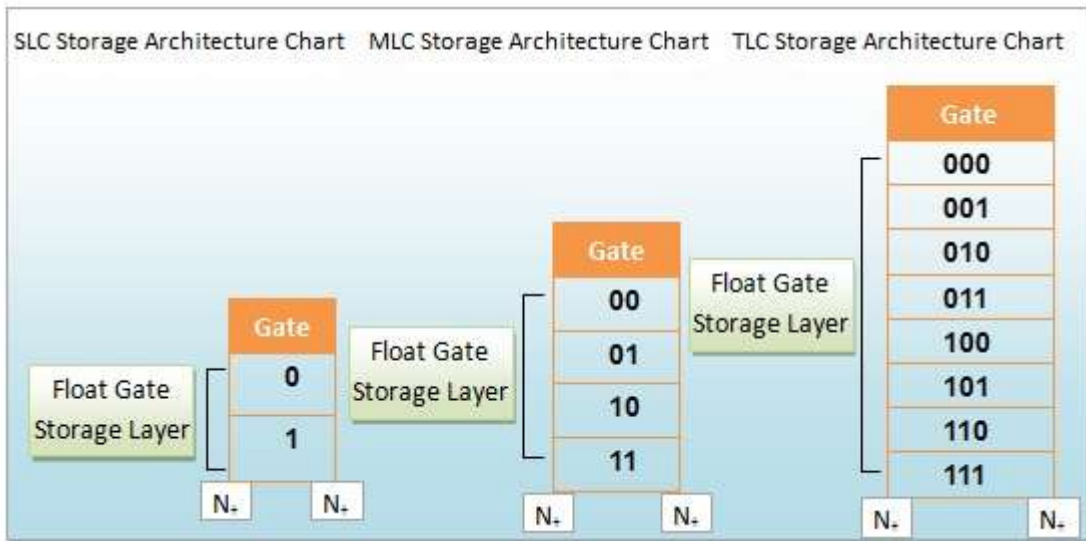 SLC Storage Architecture Chart
MLC Storage Architecture Chart
TLC Storage Architecture Chart
Gate
0
1
Float Gate
Storage Layer
N+
N+
Gate
00
01
10
11
Float Gate
Storage Layer
N+
N+
Gate
000
001
010
011
100
101
110
111
Float Gate
Storage Layer
N+
N+